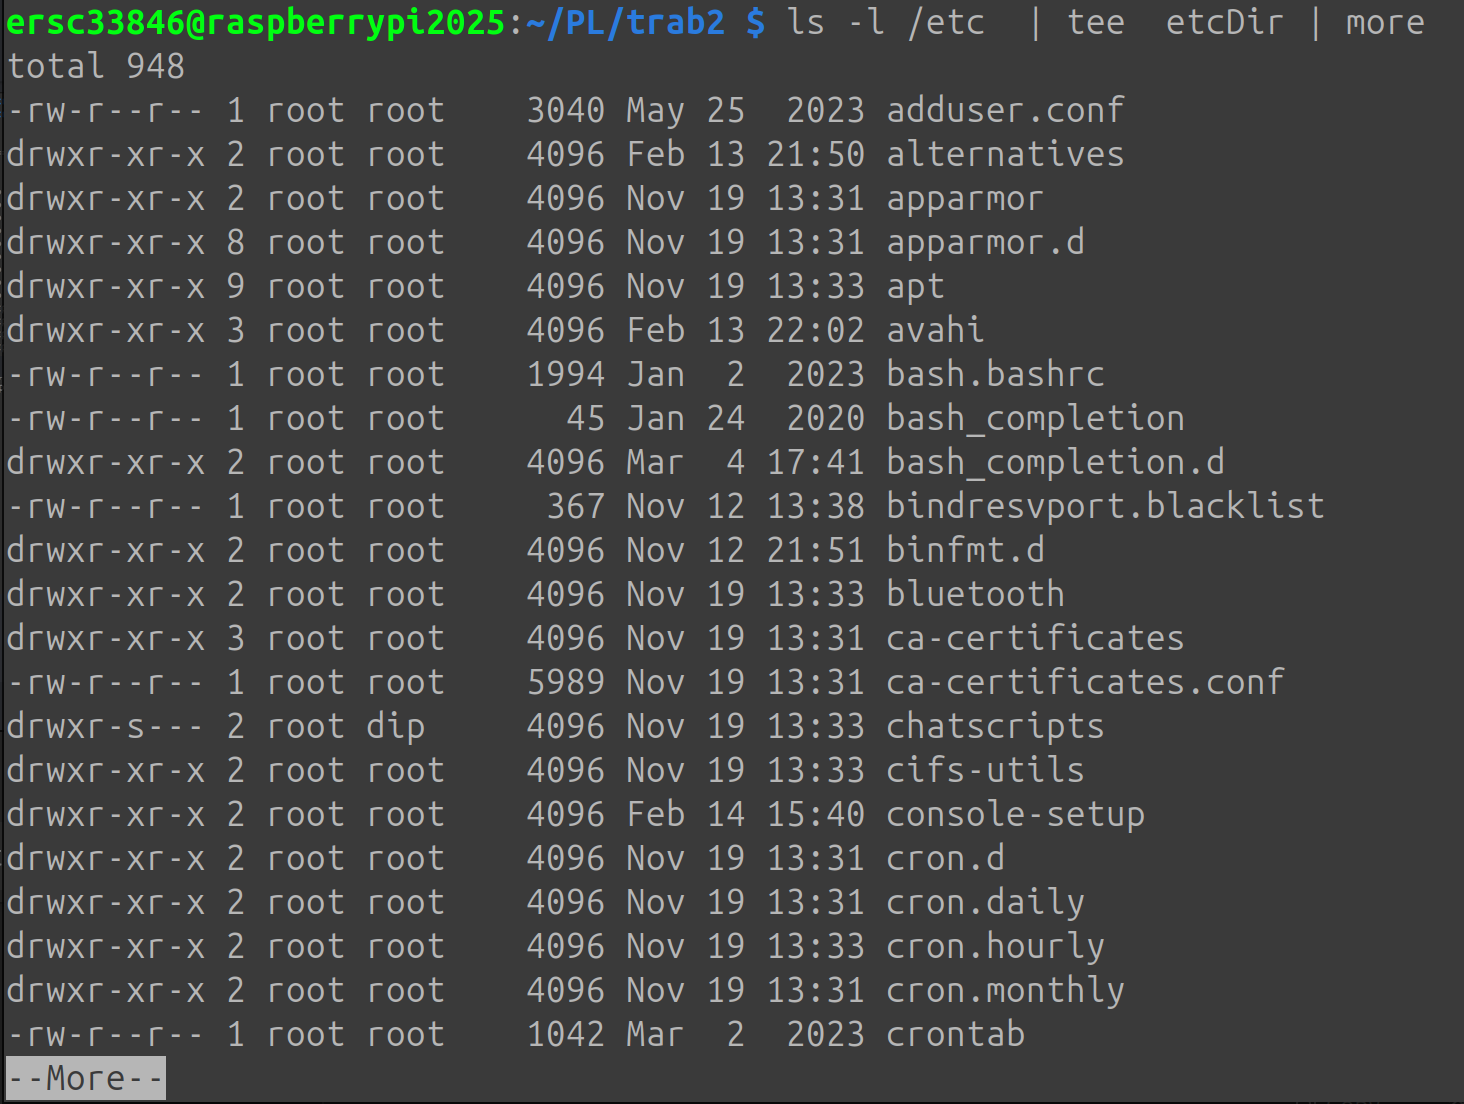 ersc33846@raspberrypi2025:~/PL/trab2 $ ls -l /etc  | tee  etcDir | more
total 948
-rw-r--r-- 1 root root    3040 May 25  2023 adduser.conf
drwxr-xr-x 2 root root    4096 Feb 13 21:50 alternatives
drwxr-xr-x 2 root root    4096 Nov 19 13:31 apparmor
drwxr-xr-x 8 root root    4096 Nov 19 13:31 apparmor.d
drwxr-xr-x 9 root root    4096 Nov 19 13:33 apt
drwxr-xr-x 3 root root    4096 Feb 13 22:02 avahi
-rw-r--r-- 1 root root    1994 Jan  2  2023 bash.bashrc
-rw-r--r-- 1 root root      45 Jan 24  2020 bash_completion
drwxr-xr-x 2 root root    4096 Mar  4 17:41 bash_completion.d
-rw-r--r-- 1 root root     367 Nov 12 13:38 bindresvport.blacklist
drwxr-xr-x 2 root root    4096 Nov 12 21:51 binfmt.d
drwxr-xr-x 2 root root    4096 Nov 19 13:33 bluetooth
drwxr-xr-x 3 root root    4096 Nov 19 13:31 ca-certificates
-rw-r--r-- 1 root root    5989 Nov 19 13:31 ca-certificates.conf
drwxr-s--- 2 root dip     4096 Nov 19 13:33 chatscripts
drwxr-xr-x 2 root root    4096 Nov 19 13:33 cifs-utils
drwxr-xr-x 2 root root    4096 Feb 14 15:40 console-setup
drwxr-xr-x 2 root root    4096 Nov 19 13:31 cron.d
drwxr-xr-x 2 root root    4096 Nov 19 13:31 cron.daily
drwxr-xr-x 2 root root    4096 Nov 19 13:33 cron.hourly
drwxr-xr-x 2 root root    4096 Nov 19 13:31 cron.monthly
-rw-r--r-- 1 root root    1042 Mar  2  2023 crontab
--More--